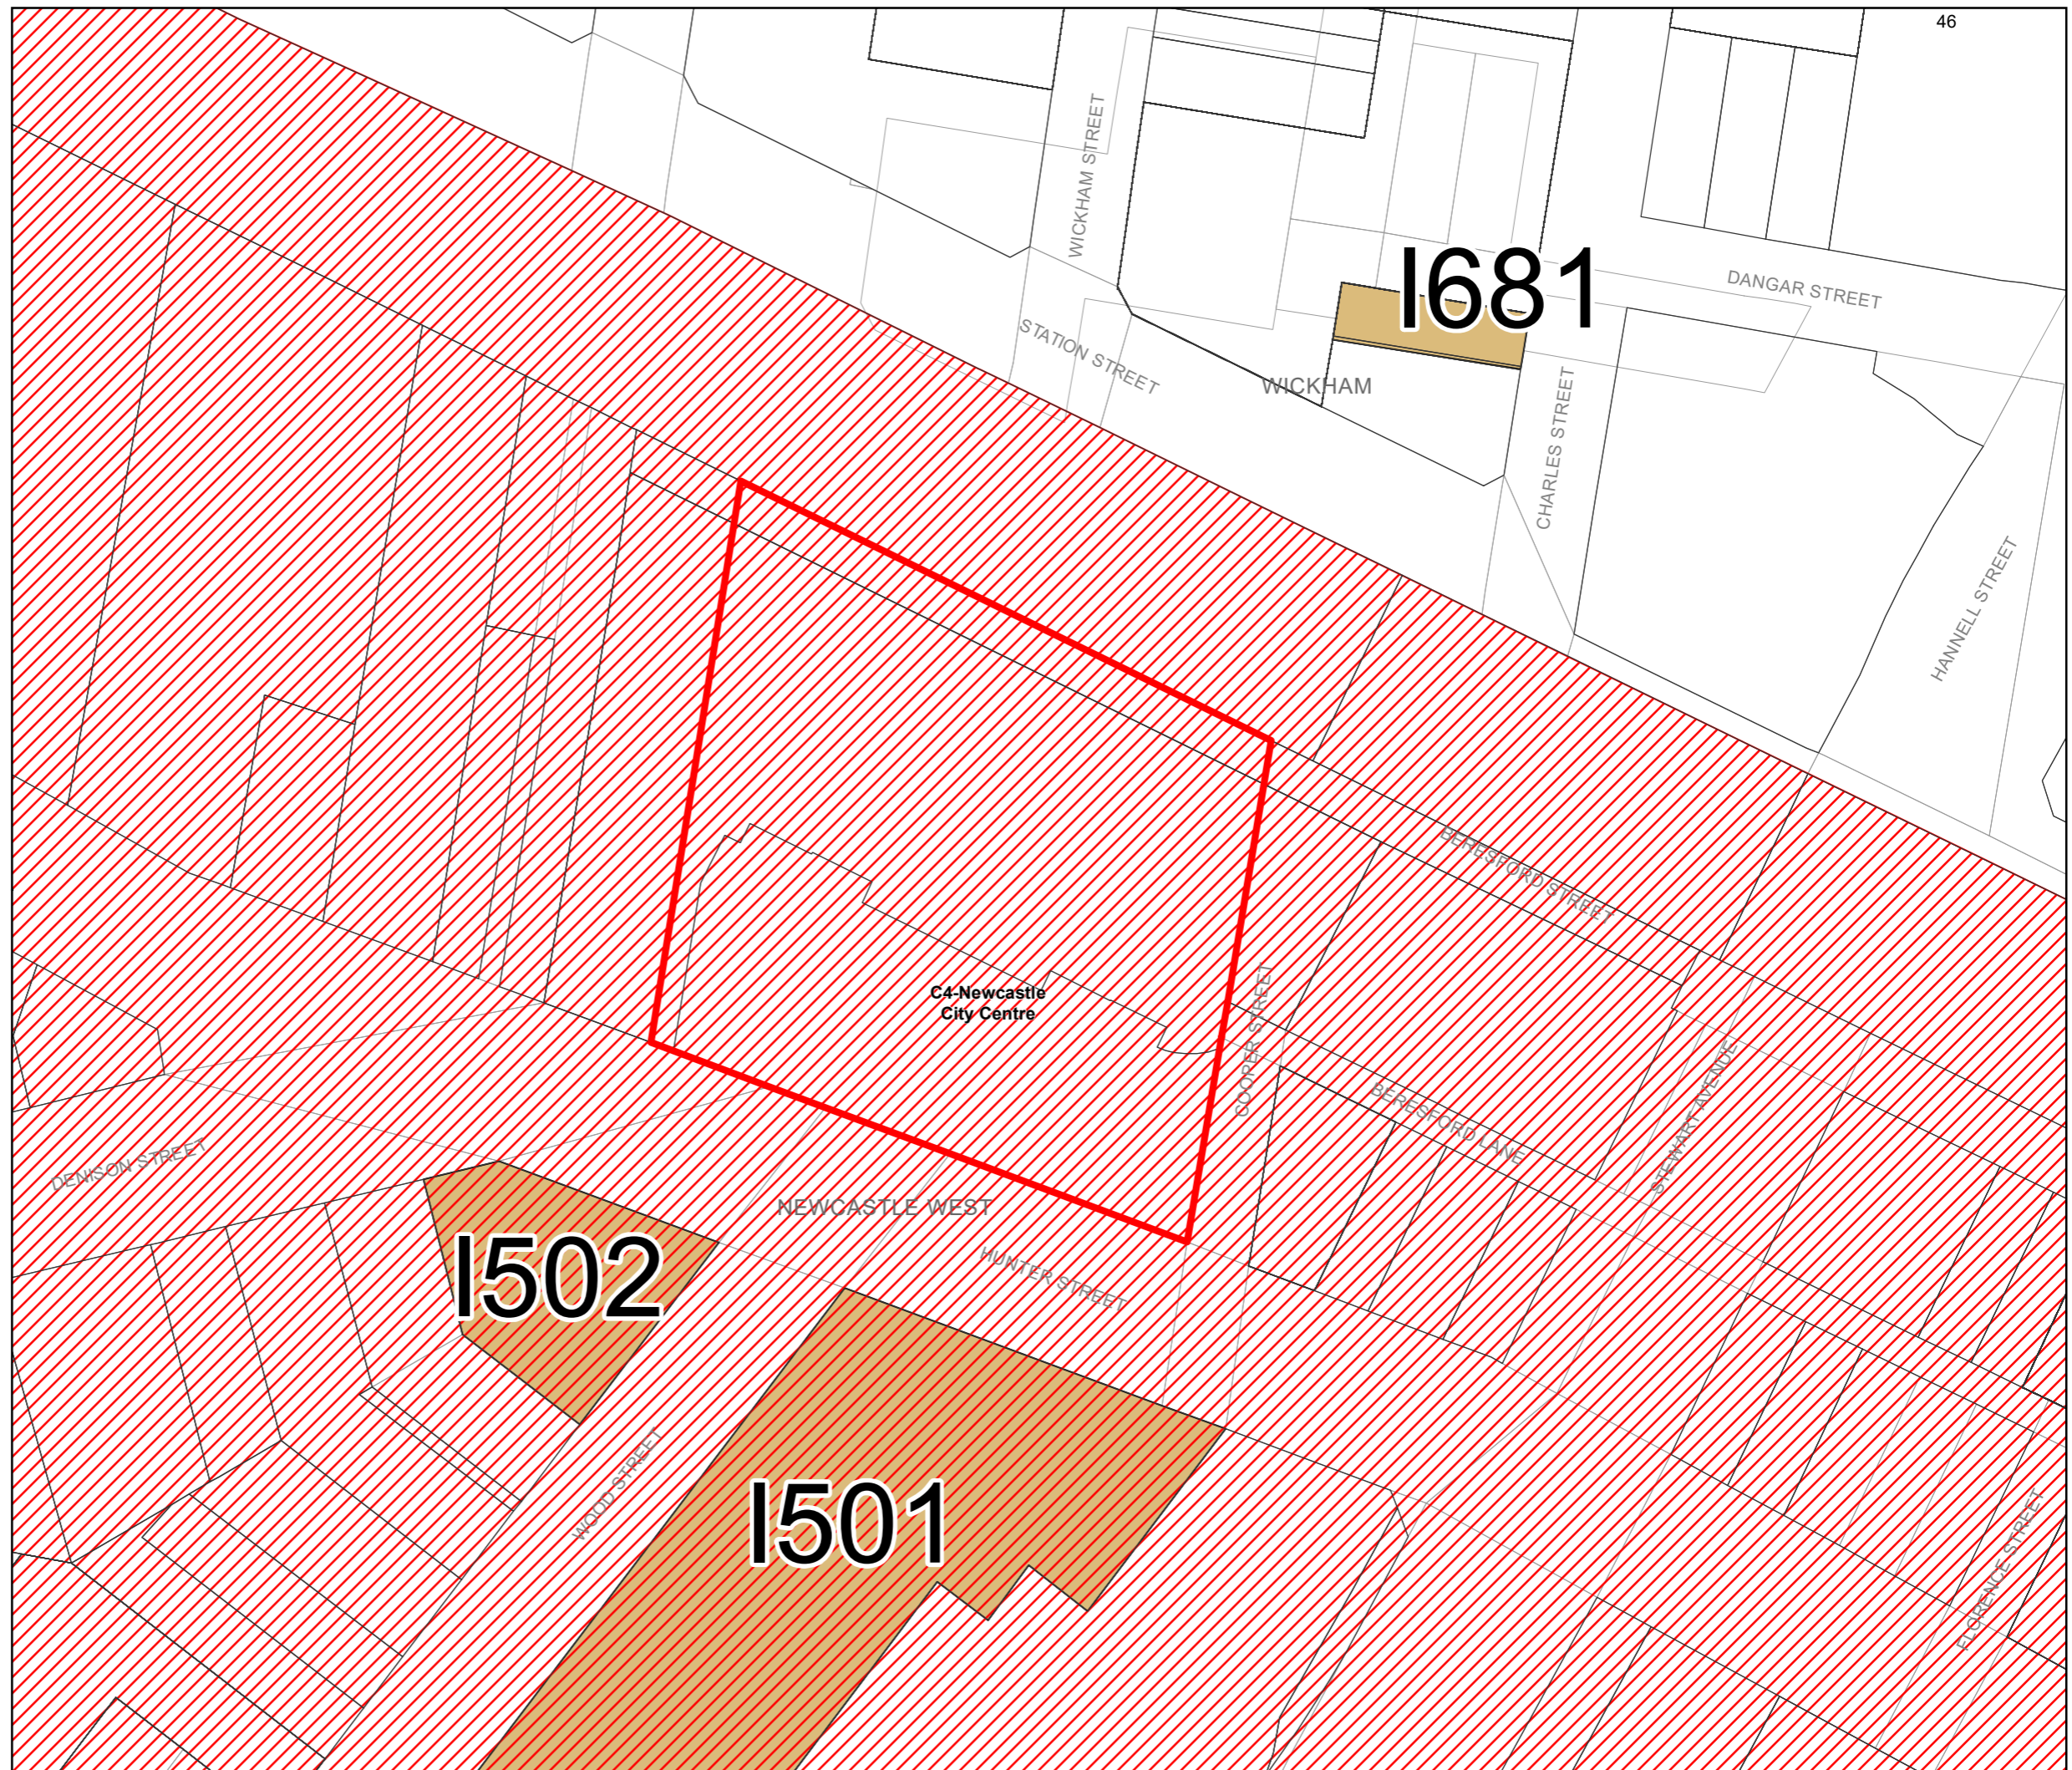 46
WICKHAM STREET
I681
DANGAR STREET
STATION STREET
WICKHAM
CHARLES STREET
HANNELL STREET
BERESFORD STREET
C4-Newcastle
City Centre
COOPER STREET
BERESFORD LANE
STEWART AVENUE
DENISON STREET
NEWCASTLE WEST
HUNTER STREET
I502
WOOD STREET
I501
FLORENCE STREET